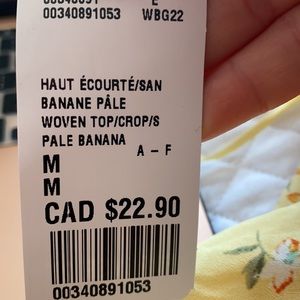 00340891053 WBG22
HAUT ÉCOURTÉ/SAN
BANANE PÂLE
WOVEN TOP/CROP/S
PALE BANANA
A - F
M
M
CAD $22.90
00340891053